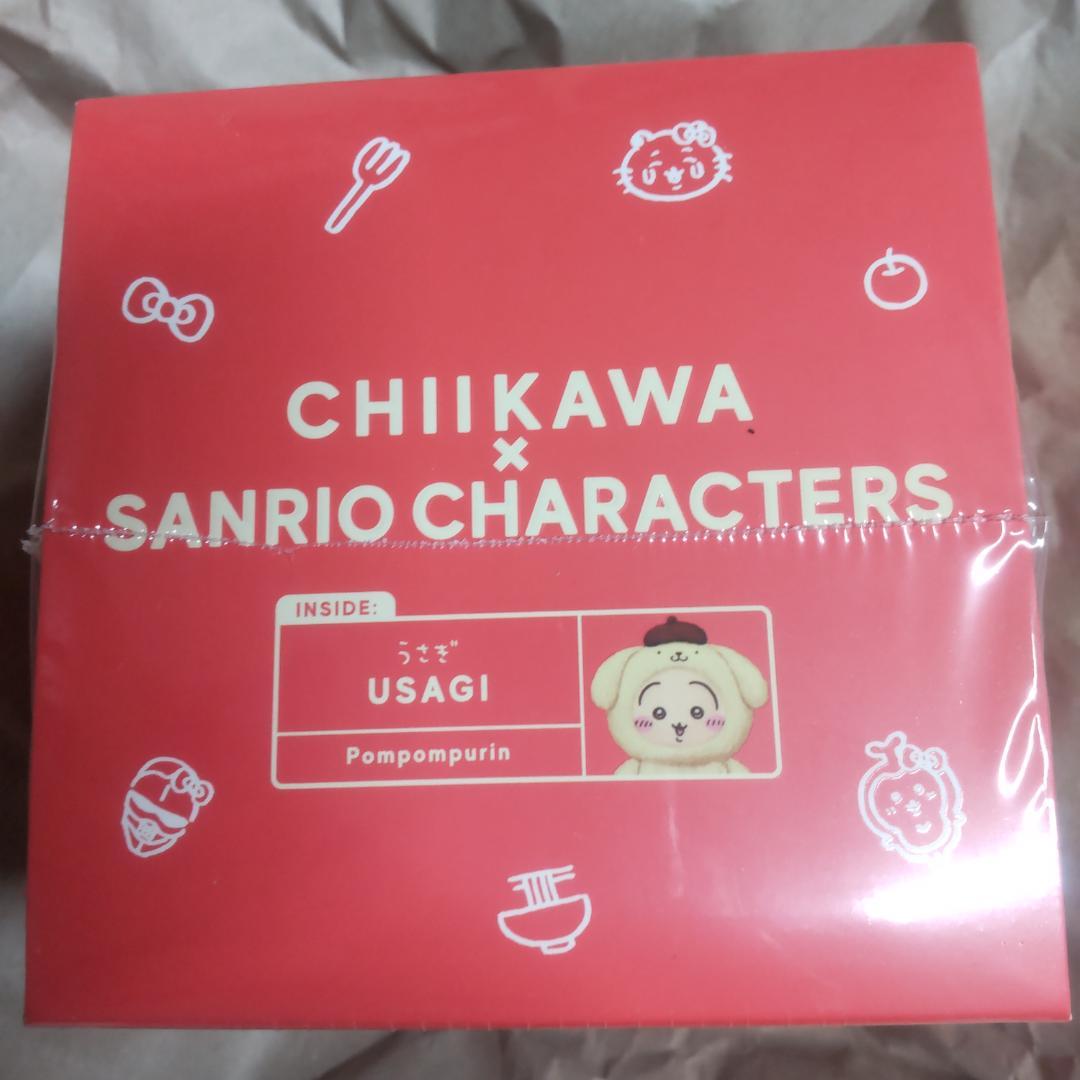 CHIIKAWA
×
SANRIO CHARACTERS
INSIDE:
うさぎ
USAGI
Pompompurin